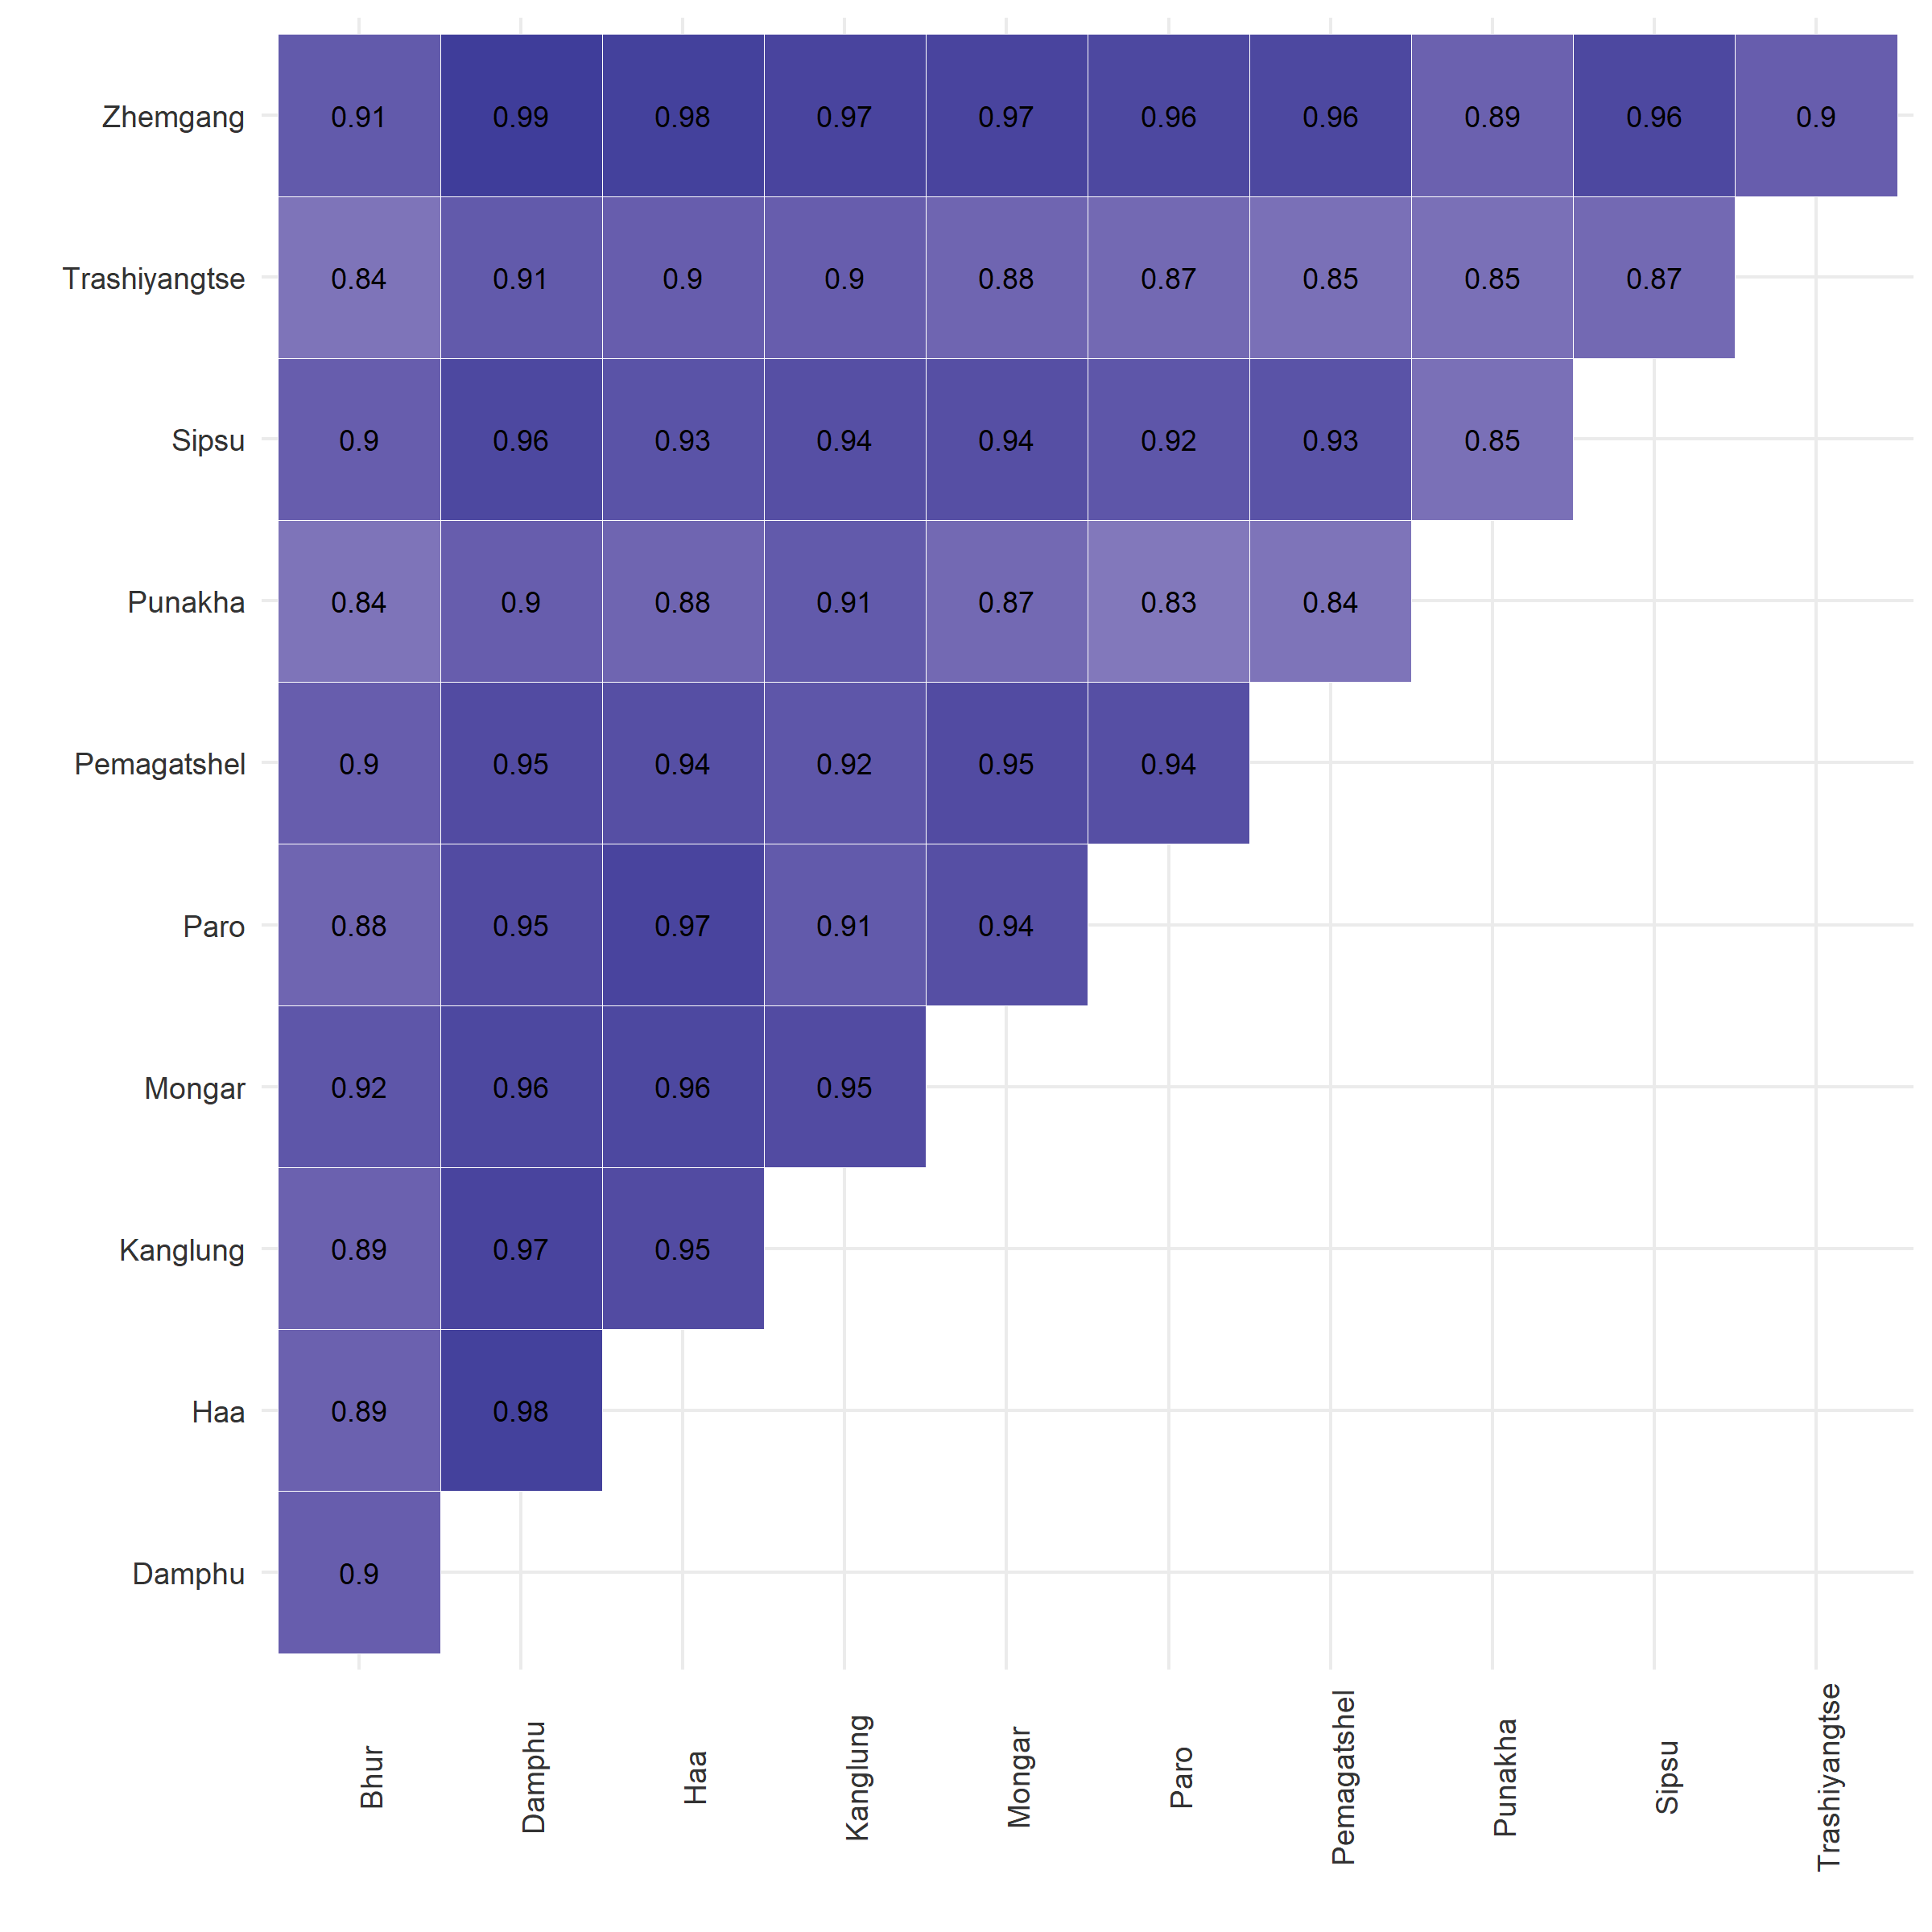 Zhemgang 0.91 0.99 0.98 0.97 0.97 0.96 0.96 0.89 0.96 0.9
Trashiyangtse 0.84 0.91 0.9 0.9 0.88 0.87 0.85 0.85 0.87
Sipsu 0.9 0.96 0.93 0.94 0.94 0.92 0.93 0.85
Punakha 0.84 0.9 0.88 0.91 0.87 0.83 0.84
Pemagatshel 0.9 0.95 0.94 0.92 0.95 0.94
Paro 0.88 0.95 0.97 0.91 0.94
Mongar 0.92 0.96 0.96 0.95
Kanglung 0.89 0.97 0.95
Haa 0.89 0.98
Damphu 0.9
Bhur Damphu Haa Kanglung Mongar Paro Pemagatshel Punakha Sipsu Trashiyangtse